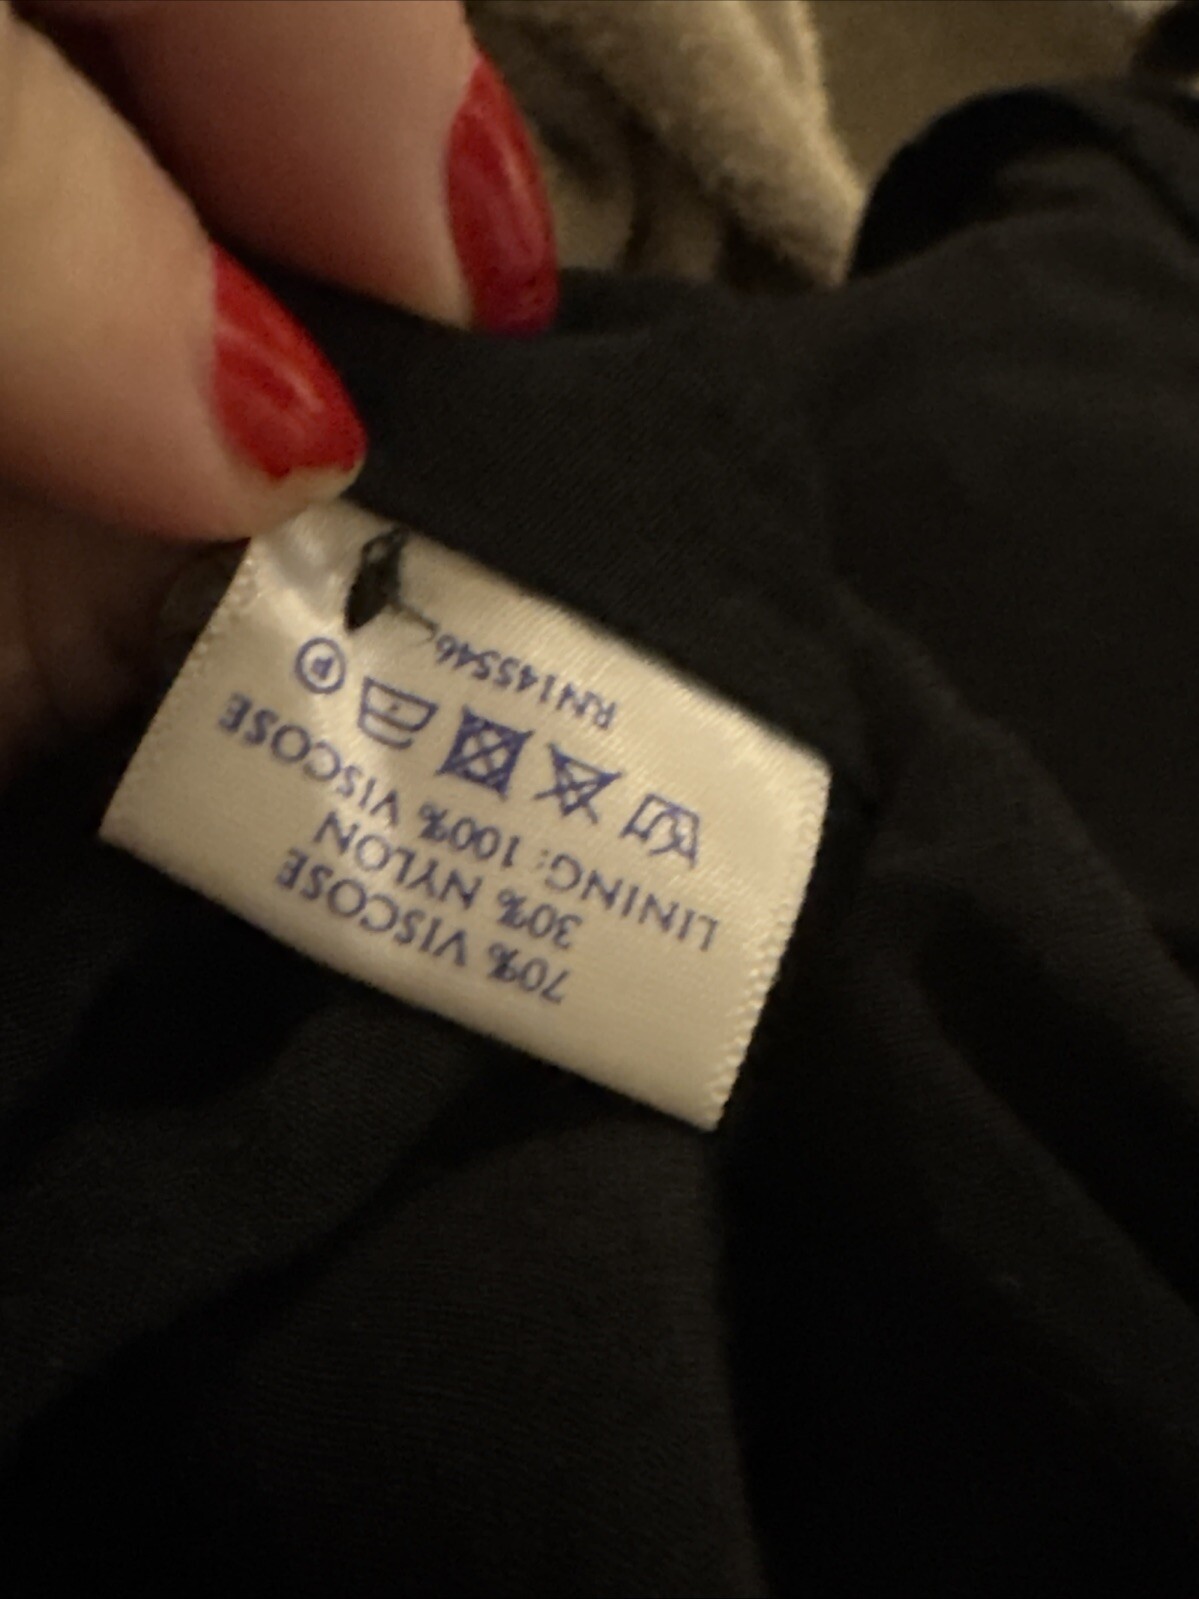 70% VISCOSE
30% NYLON
LINING: 100% VISCOSE
P
RN145546